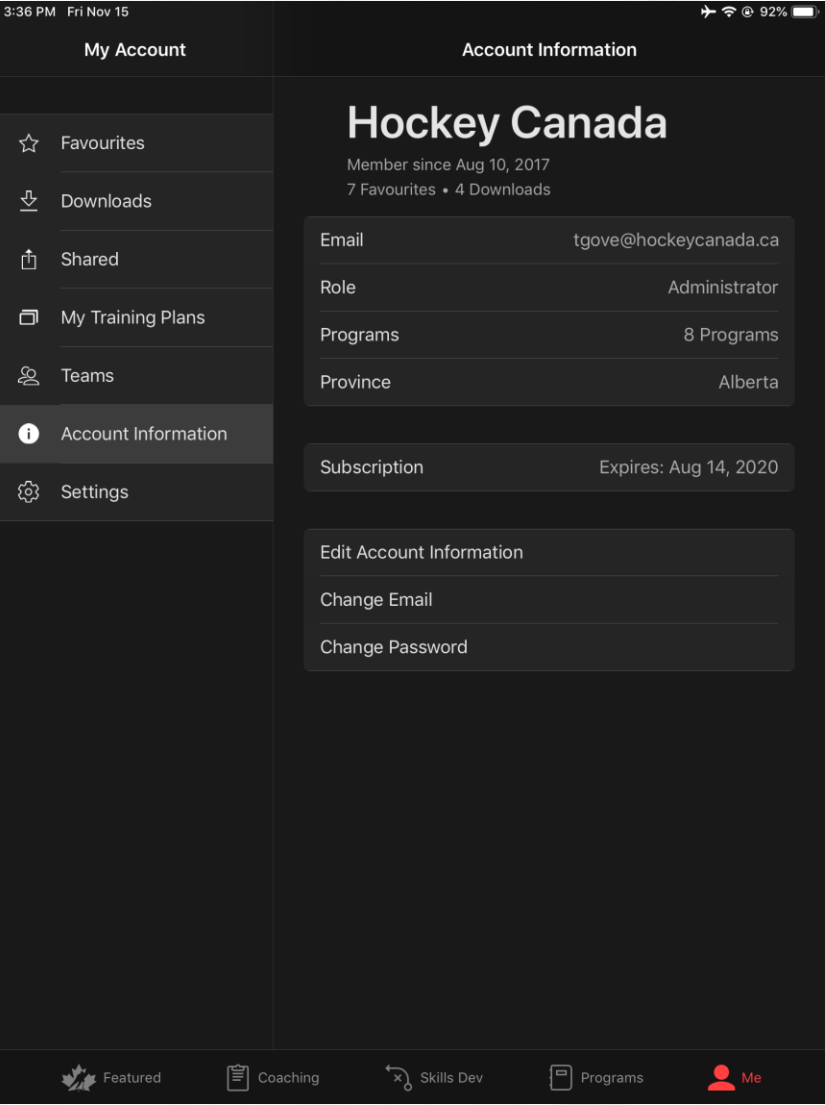 3:36 PM Fri Nov 15
92%
My Account
Account Information
Favourites
Downloads
Shared
My Training Plans
Teams
Account Information
Settings
Hockey Canada
Member since Aug 10, 2017
7 Favourites • 4 Downloads
Email tgove@hockeycanada.ca
Role Administrator
Programs 8 Programs
Province Alberta
Subscription Expires: Aug 14, 2020
Edit Account Information
Change Email
Change Password
Featured Coaching Skills Dev Programs Me